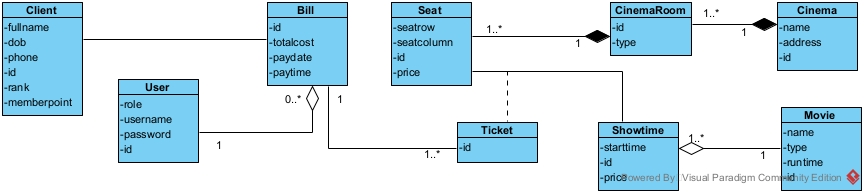 Client
-fullname
-dob
-phone
-id
-rank
-memberpoint
Bill
-id
-totalcost
-paydate
-paytime
Seat
-seatrow
-seatcolumn
-id
-price
CinemaRoom
-id
-type
Cinema
-name
-address
-id
1..*
1
1..*
1
User
-role
-username
-password
-id
0..*
1
1
1..*
Ticket
-id
Showtime
-starttime
-id
-price
1..*
1
Movie
-name
-type
-runtime
-id
Powered By: Visual Paradigm Community Edition